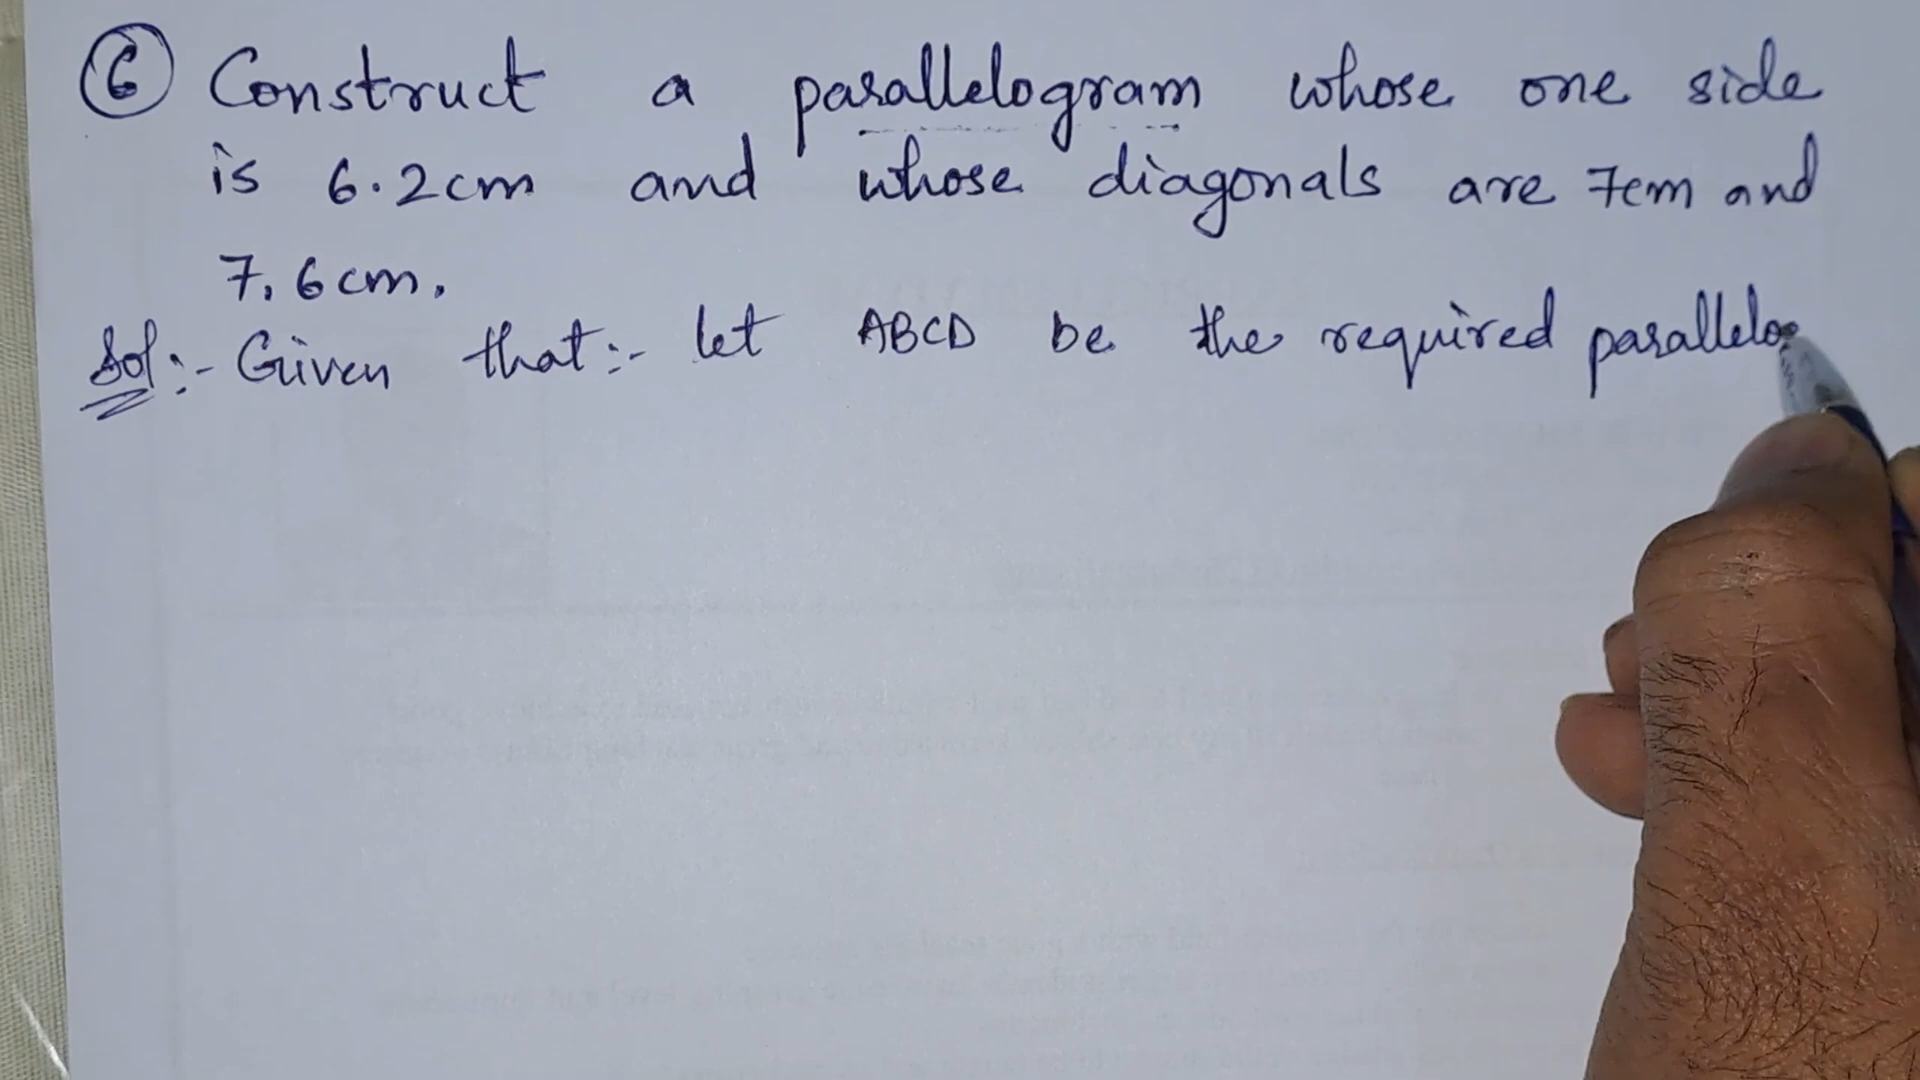 6 Construct a parallelogram whose one side
is 6.2cm and whose diagonals are 7cm and
7.6cm.
Sol:- Given that:- let ABCD be the required parallelo